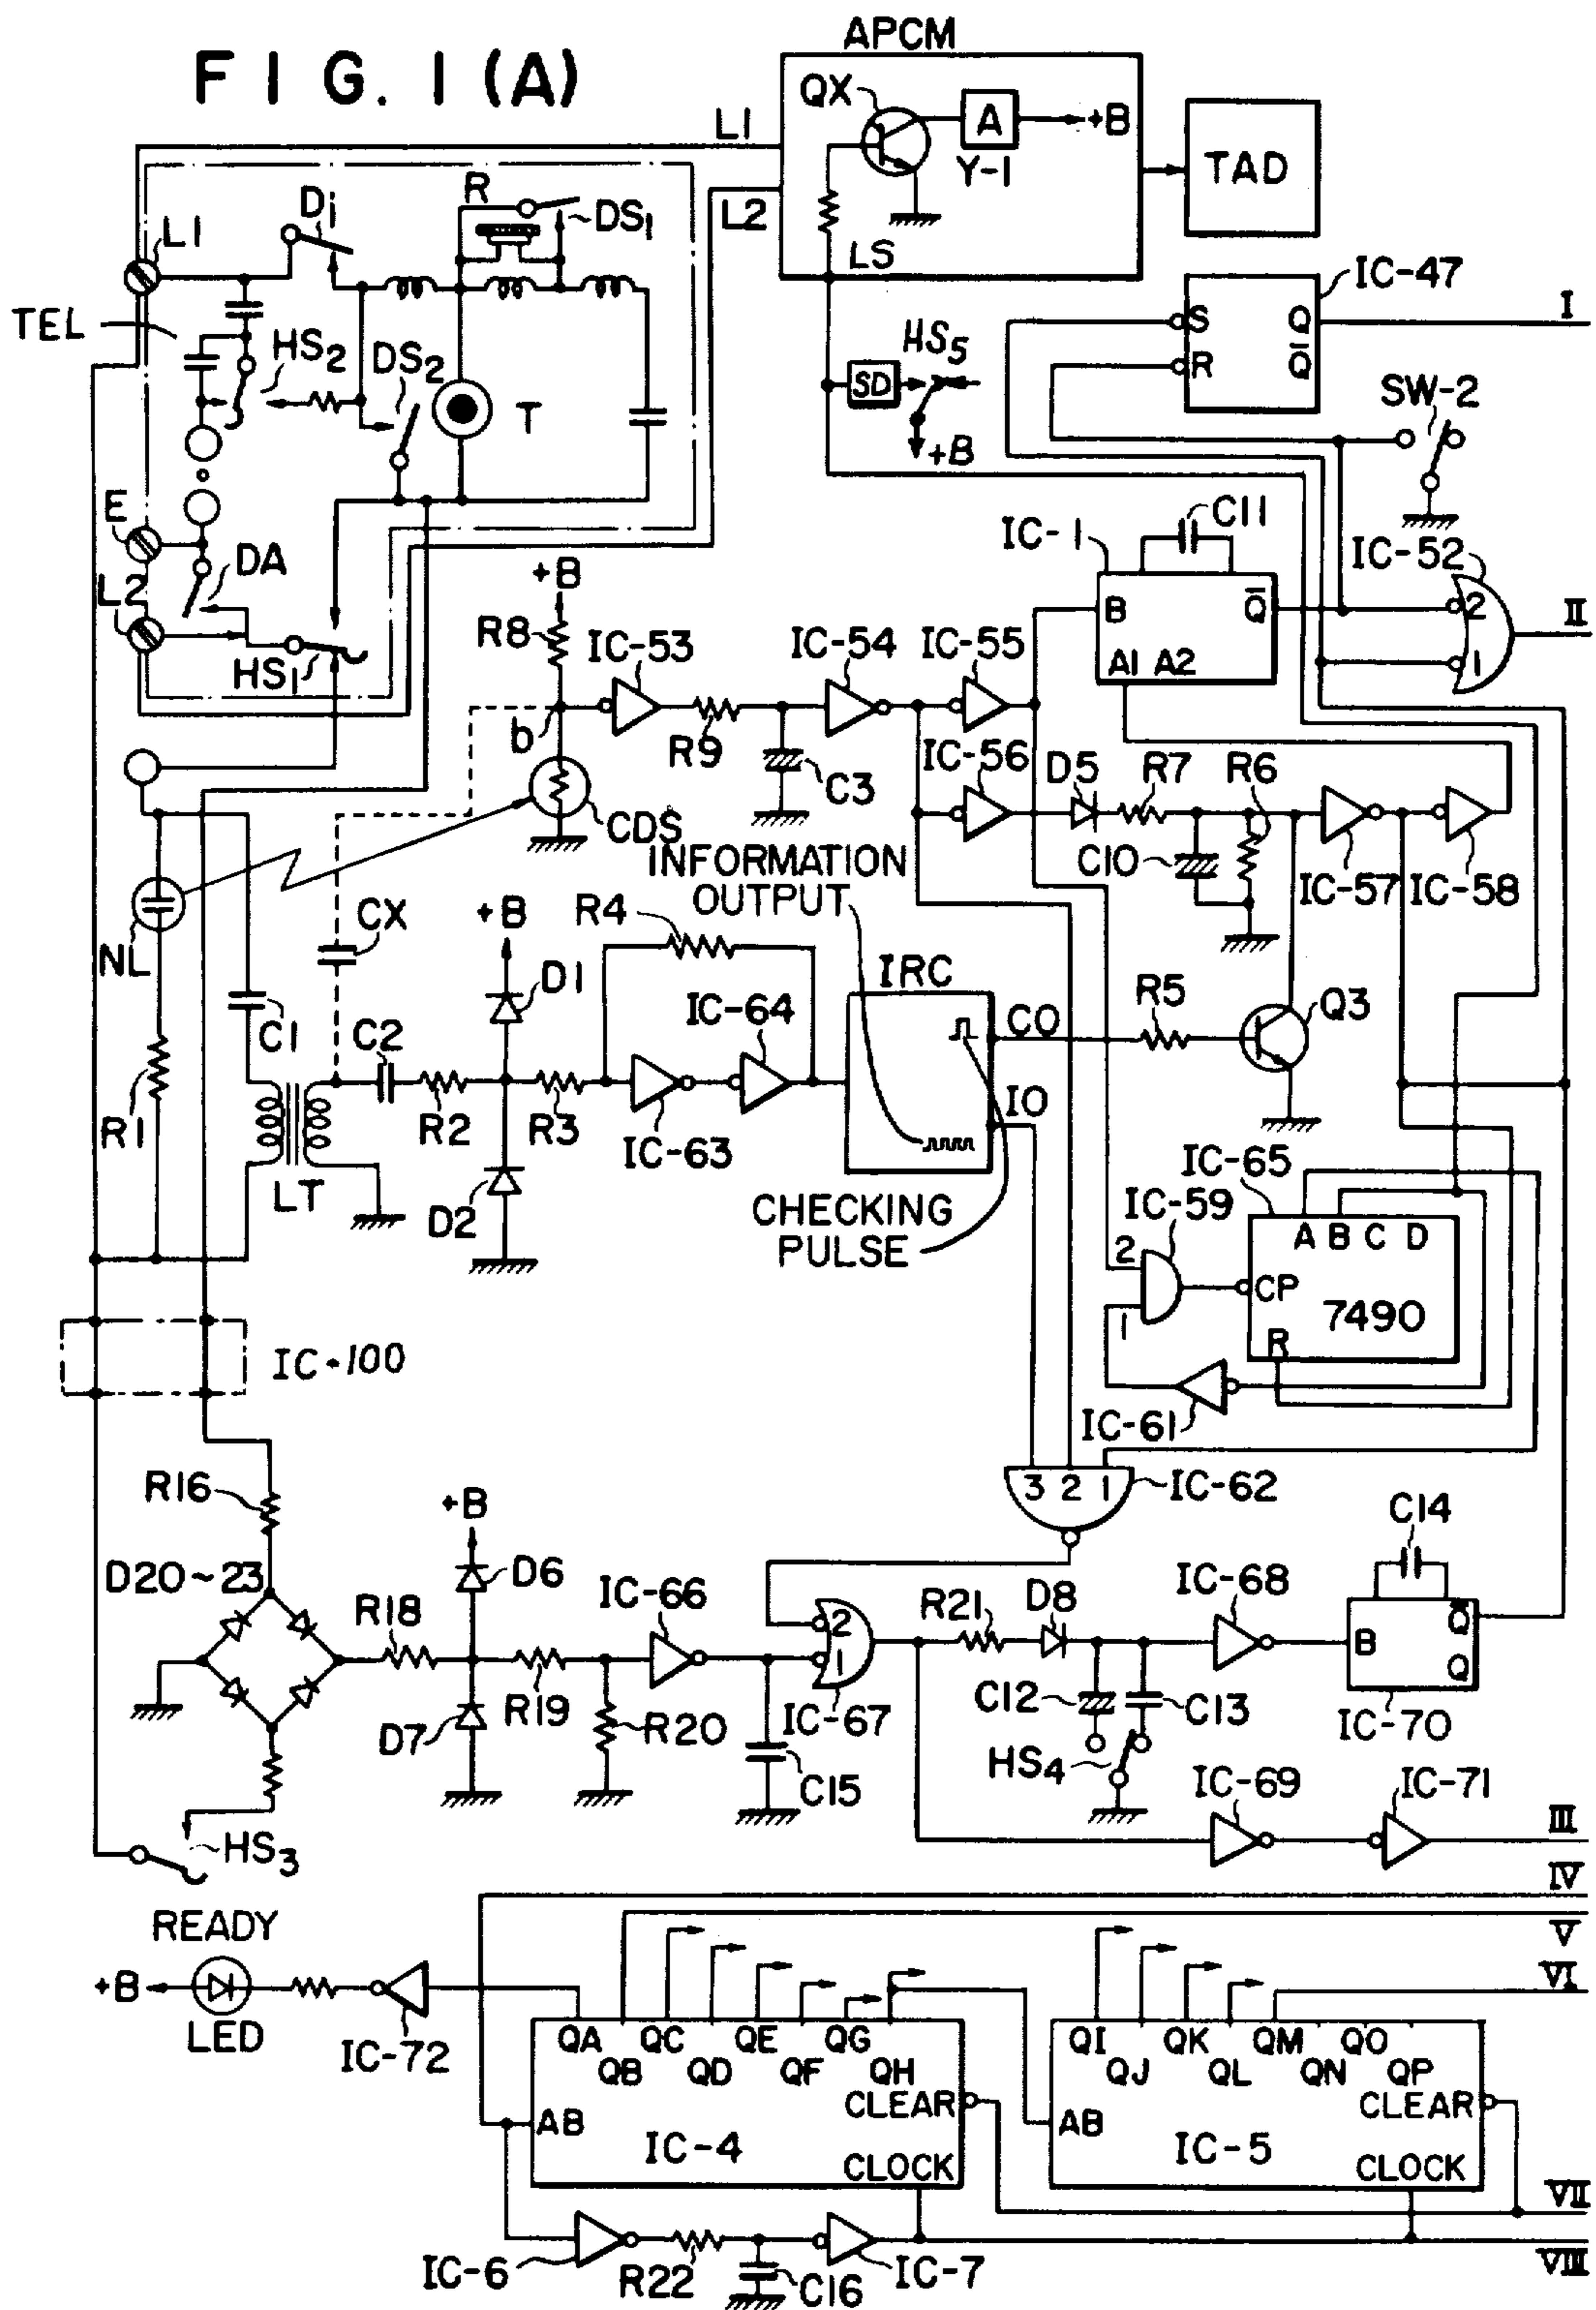 FIG. 1 (A)
APCM
QX
A
+B
Y-1
LS
TAD
L1
L2
R
Di
DS1
L1
TEL
HS2
DS2
T
E
DA
L2
HS1
SD
HS5
+B
IC-47
S
Q
R
Q̅
I
SW-2
C11
IC-1
B
Q̅
A1 A2
IC-52
2
1
II
+B
R8
IC-53
IC-54
IC-55
b
R9
C3
CDS
IC-56
D5
R7
R6
C10
IC-57
IC-58
INFORMATION
OUTPUT
NL
CX
+B
R4
D1
IRC
IC-64
CO
R5
Q3
C1
C2
R1
R2
R3
IC-63
IO
LT
D2
CHECKING
PULSE
IC-65
IC-59
A B C D
2
CP
7490
1
R
IC-61
IC-100
3 2 1
IC-62
R16
+B
D20~23
D6
IC-66
R18
D7
R19
R20
C15
2
1
IC-67
R21
D8
IC-68
C14
B
Q̅
Q
C12
C13
IC-70
HS4
IC-69
IC-71
III
HS3
IV
READY
V
+B
VI
LED
IC-72
QA QC QE QG
QB QD QF QH
CLEAR
AB
IC-4
CLOCK
QI QK QM QO
QJ QL QN QP
CLEAR
AB
IC-5
CLOCK
VII
IC-6
R22
C16
IC-7
VIII